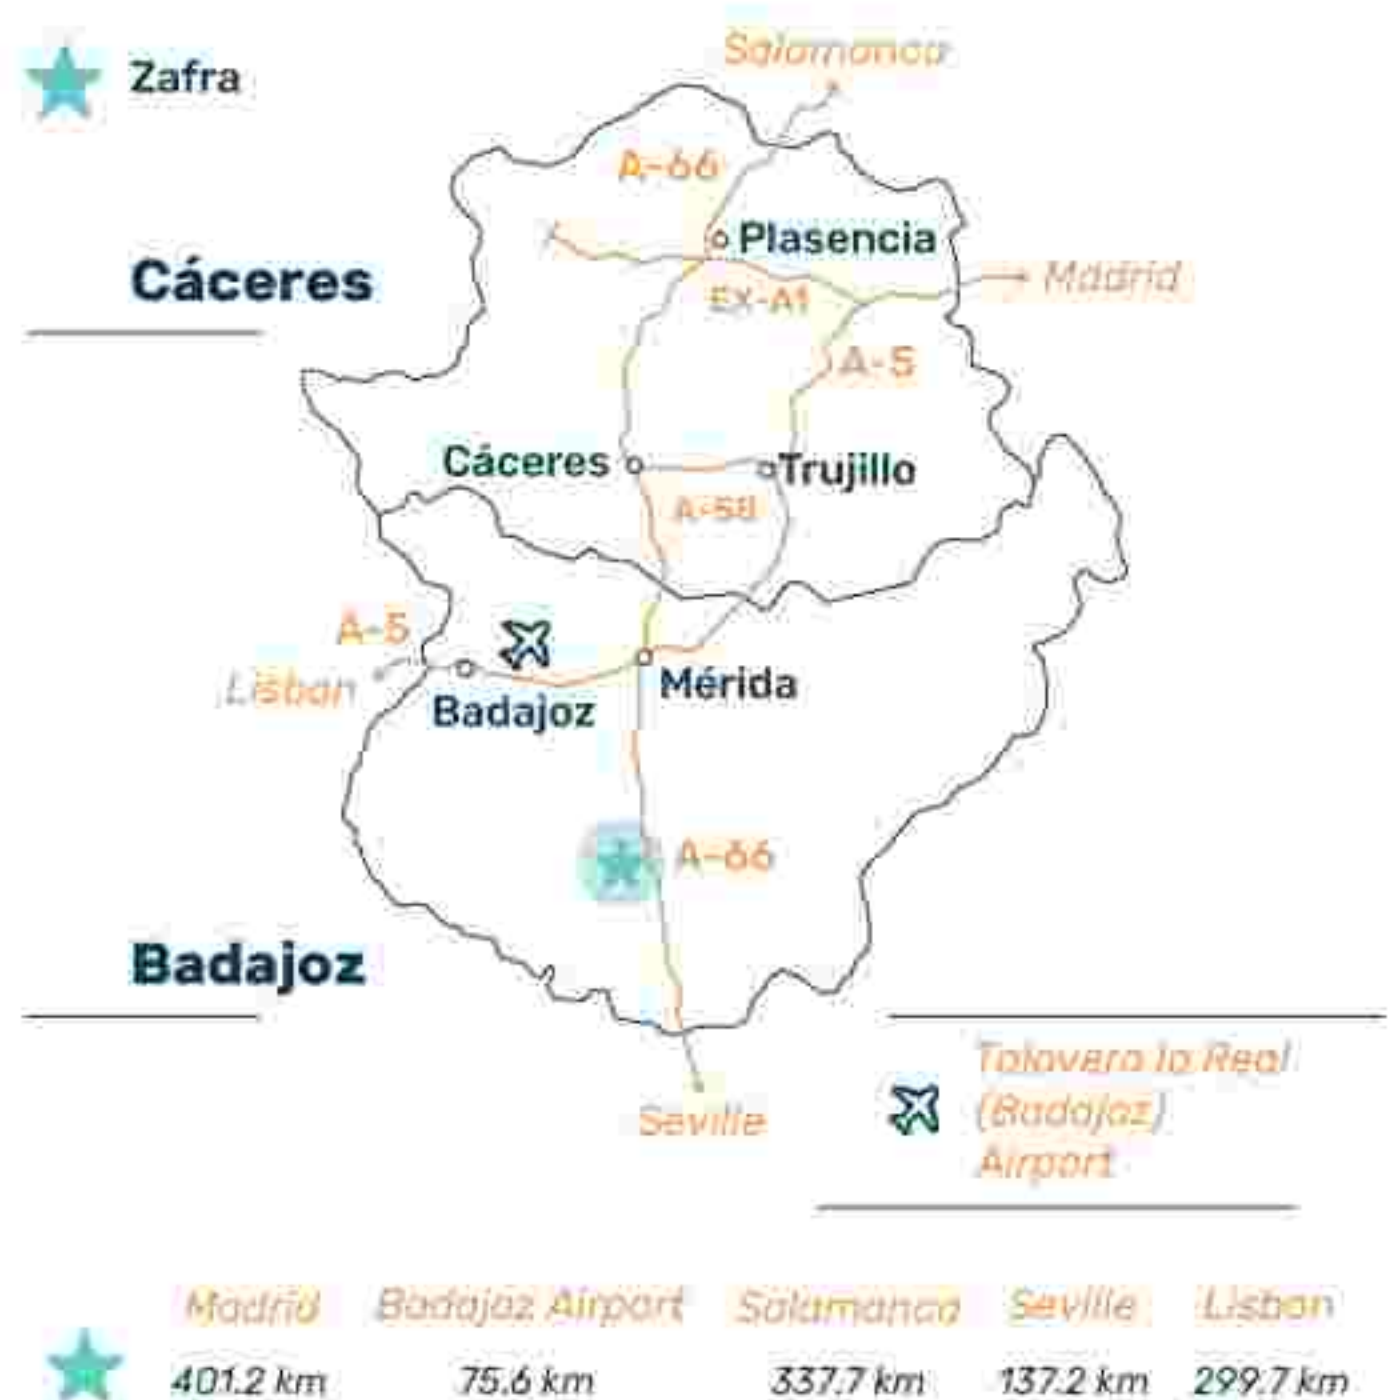 Salamanca
Zafra
A-66
Plasencia
Cáceres
Madrid
EX-A1
A-5
Cáceres
Trujillo
A-58
A-5
Lisbon
Mérida
Badajoz
A-66
Badajoz
Seville
Talavera la Real
(Badajoz)
Airport
Madrid Badajoz Airport Salamanca Seville Lisbon
401.2 km 75.6 km 337.7 km 137.2 km 299.7 km